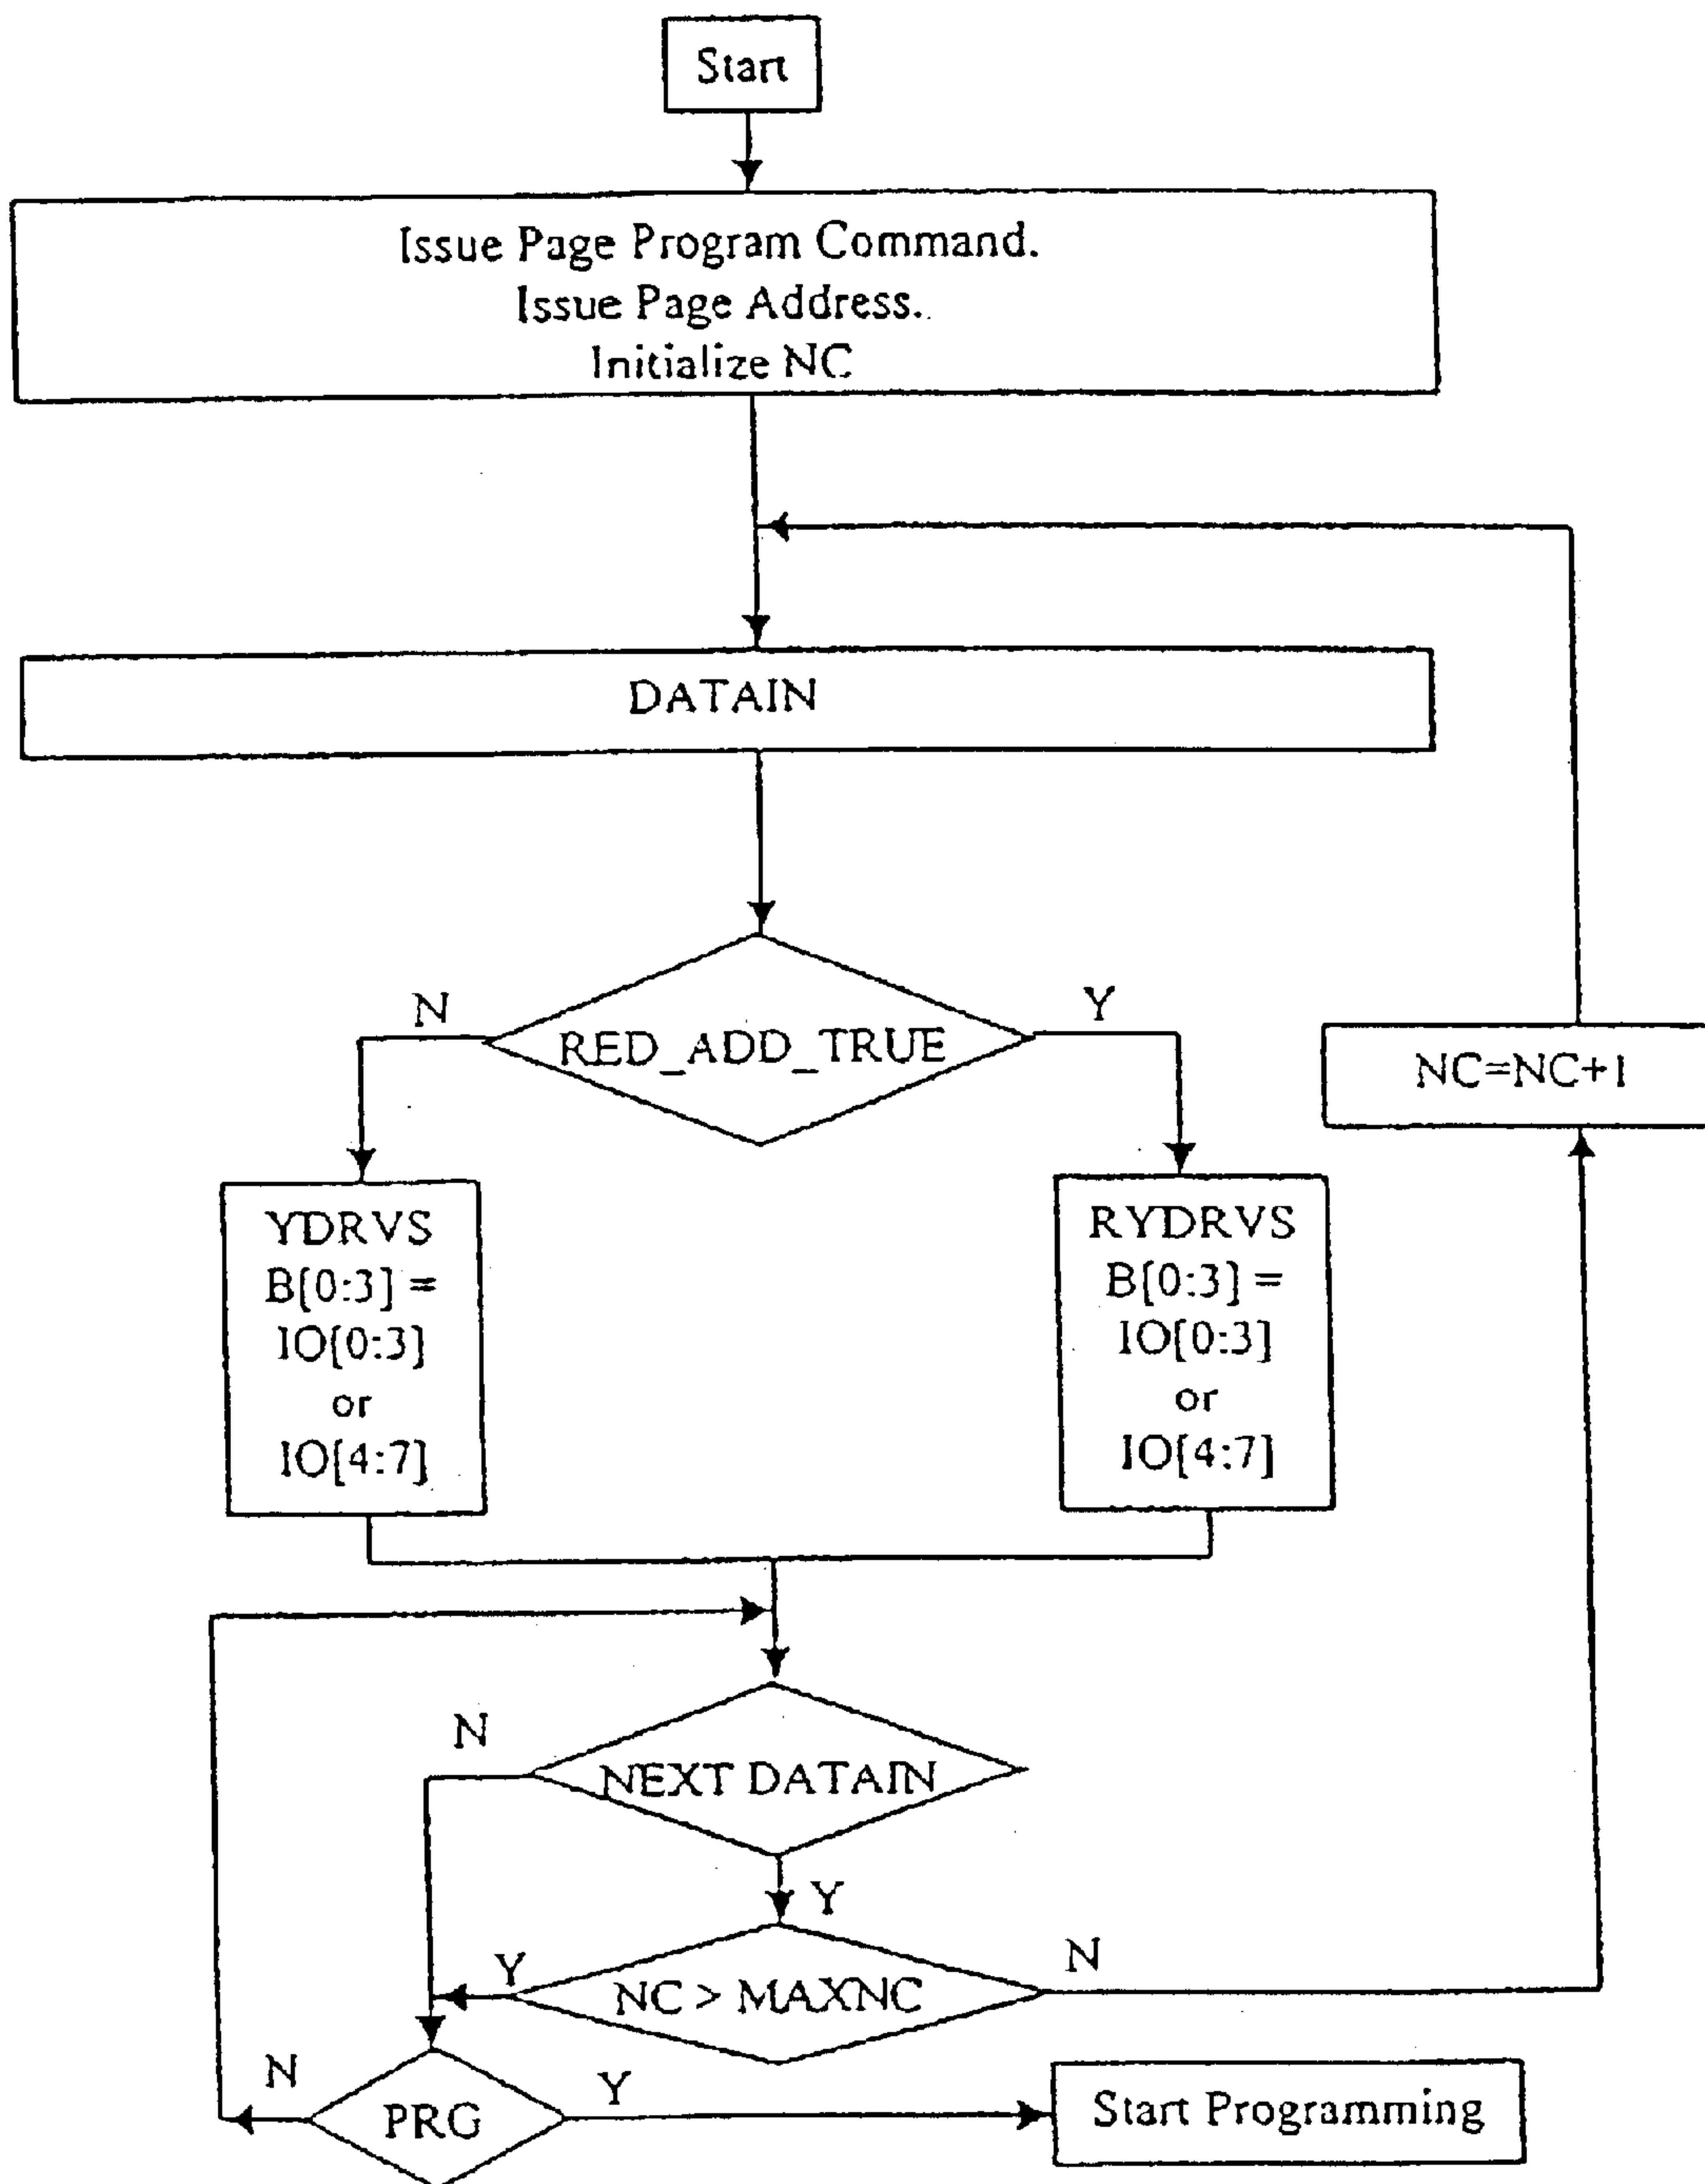 Start
Issue Page Program Command.
Issue Page Address.
Initialize NC
DATAIN
N
RED_ADD_TRUE
Y
NC=NC+1
YDRVS
B[0:3] =
IO[0:3]
or
IO[4:7]
RYDRVS
B[0:3] =
IO[0:3]
or
IO[4:7]
N
NEXT DATAIN
Y
Y
NC > MAXNC
N
N
PRG
Y
Start Programming